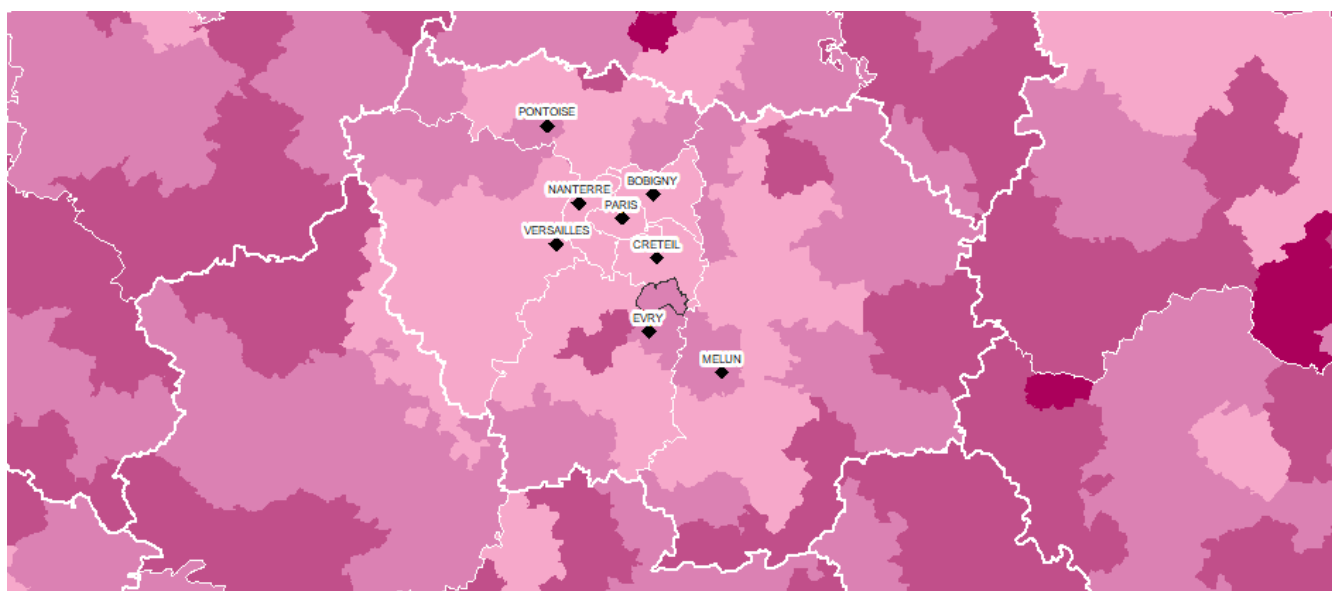 PONTOISE
BOBIGNY
NANTERRE
PARIS
VERSAILLES
CRETEIL
EVRY
MELUN